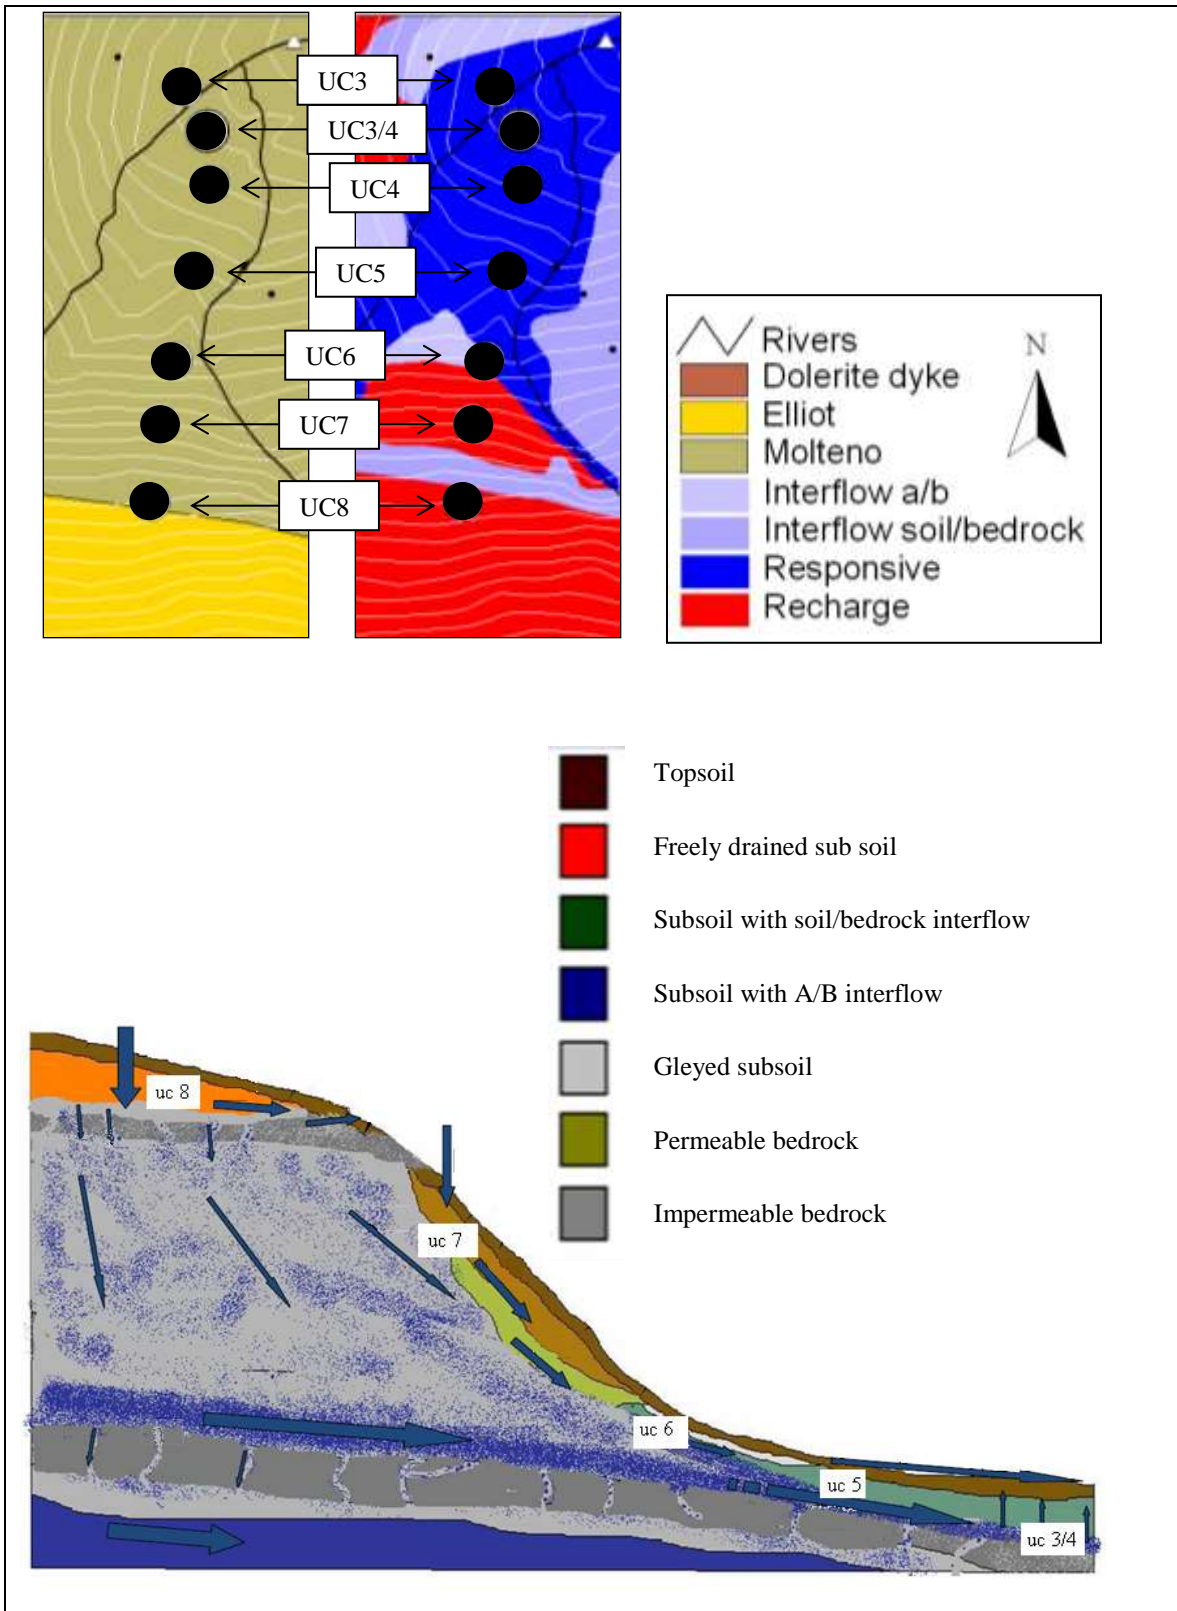 UC3
UC3/4
UC4
UC5
UC6
UC7
UC8
N
Rivers
Dolerite dyke
Elliot
Molteno
Interflow a/b
Interflow soil/bedrock
Responsive
Recharge
Topsoil
Freely drained sub soil
Subsoil with soil/bedrock interflow
Subsoil with A/B interflow
Gleyed subsoil
Permeable bedrock
Impermeable bedrock
uc 8
uc 7
uc 6
uc 5
uc 3/4